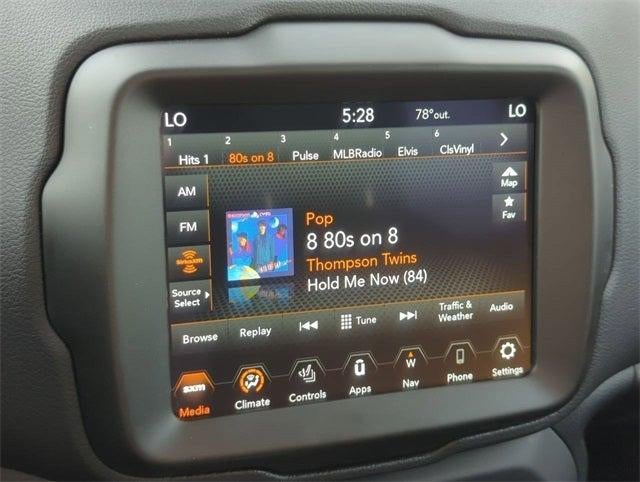 LO 5:28 78°out. LO
1 2 3 4 5 6
Hits 1 80s on 8 Pulse MLBRadio Elvis ClsVinyl
AM
Map
FM
Fav
Pop
8 80s on 8
Thompson Twins
Hold Me Now (84)
SiriusXM
Source
Select
Browse Replay Tune Traffic &
Weather Audio
sxm
Media Climate Controls Apps W
Nav Phone Settings